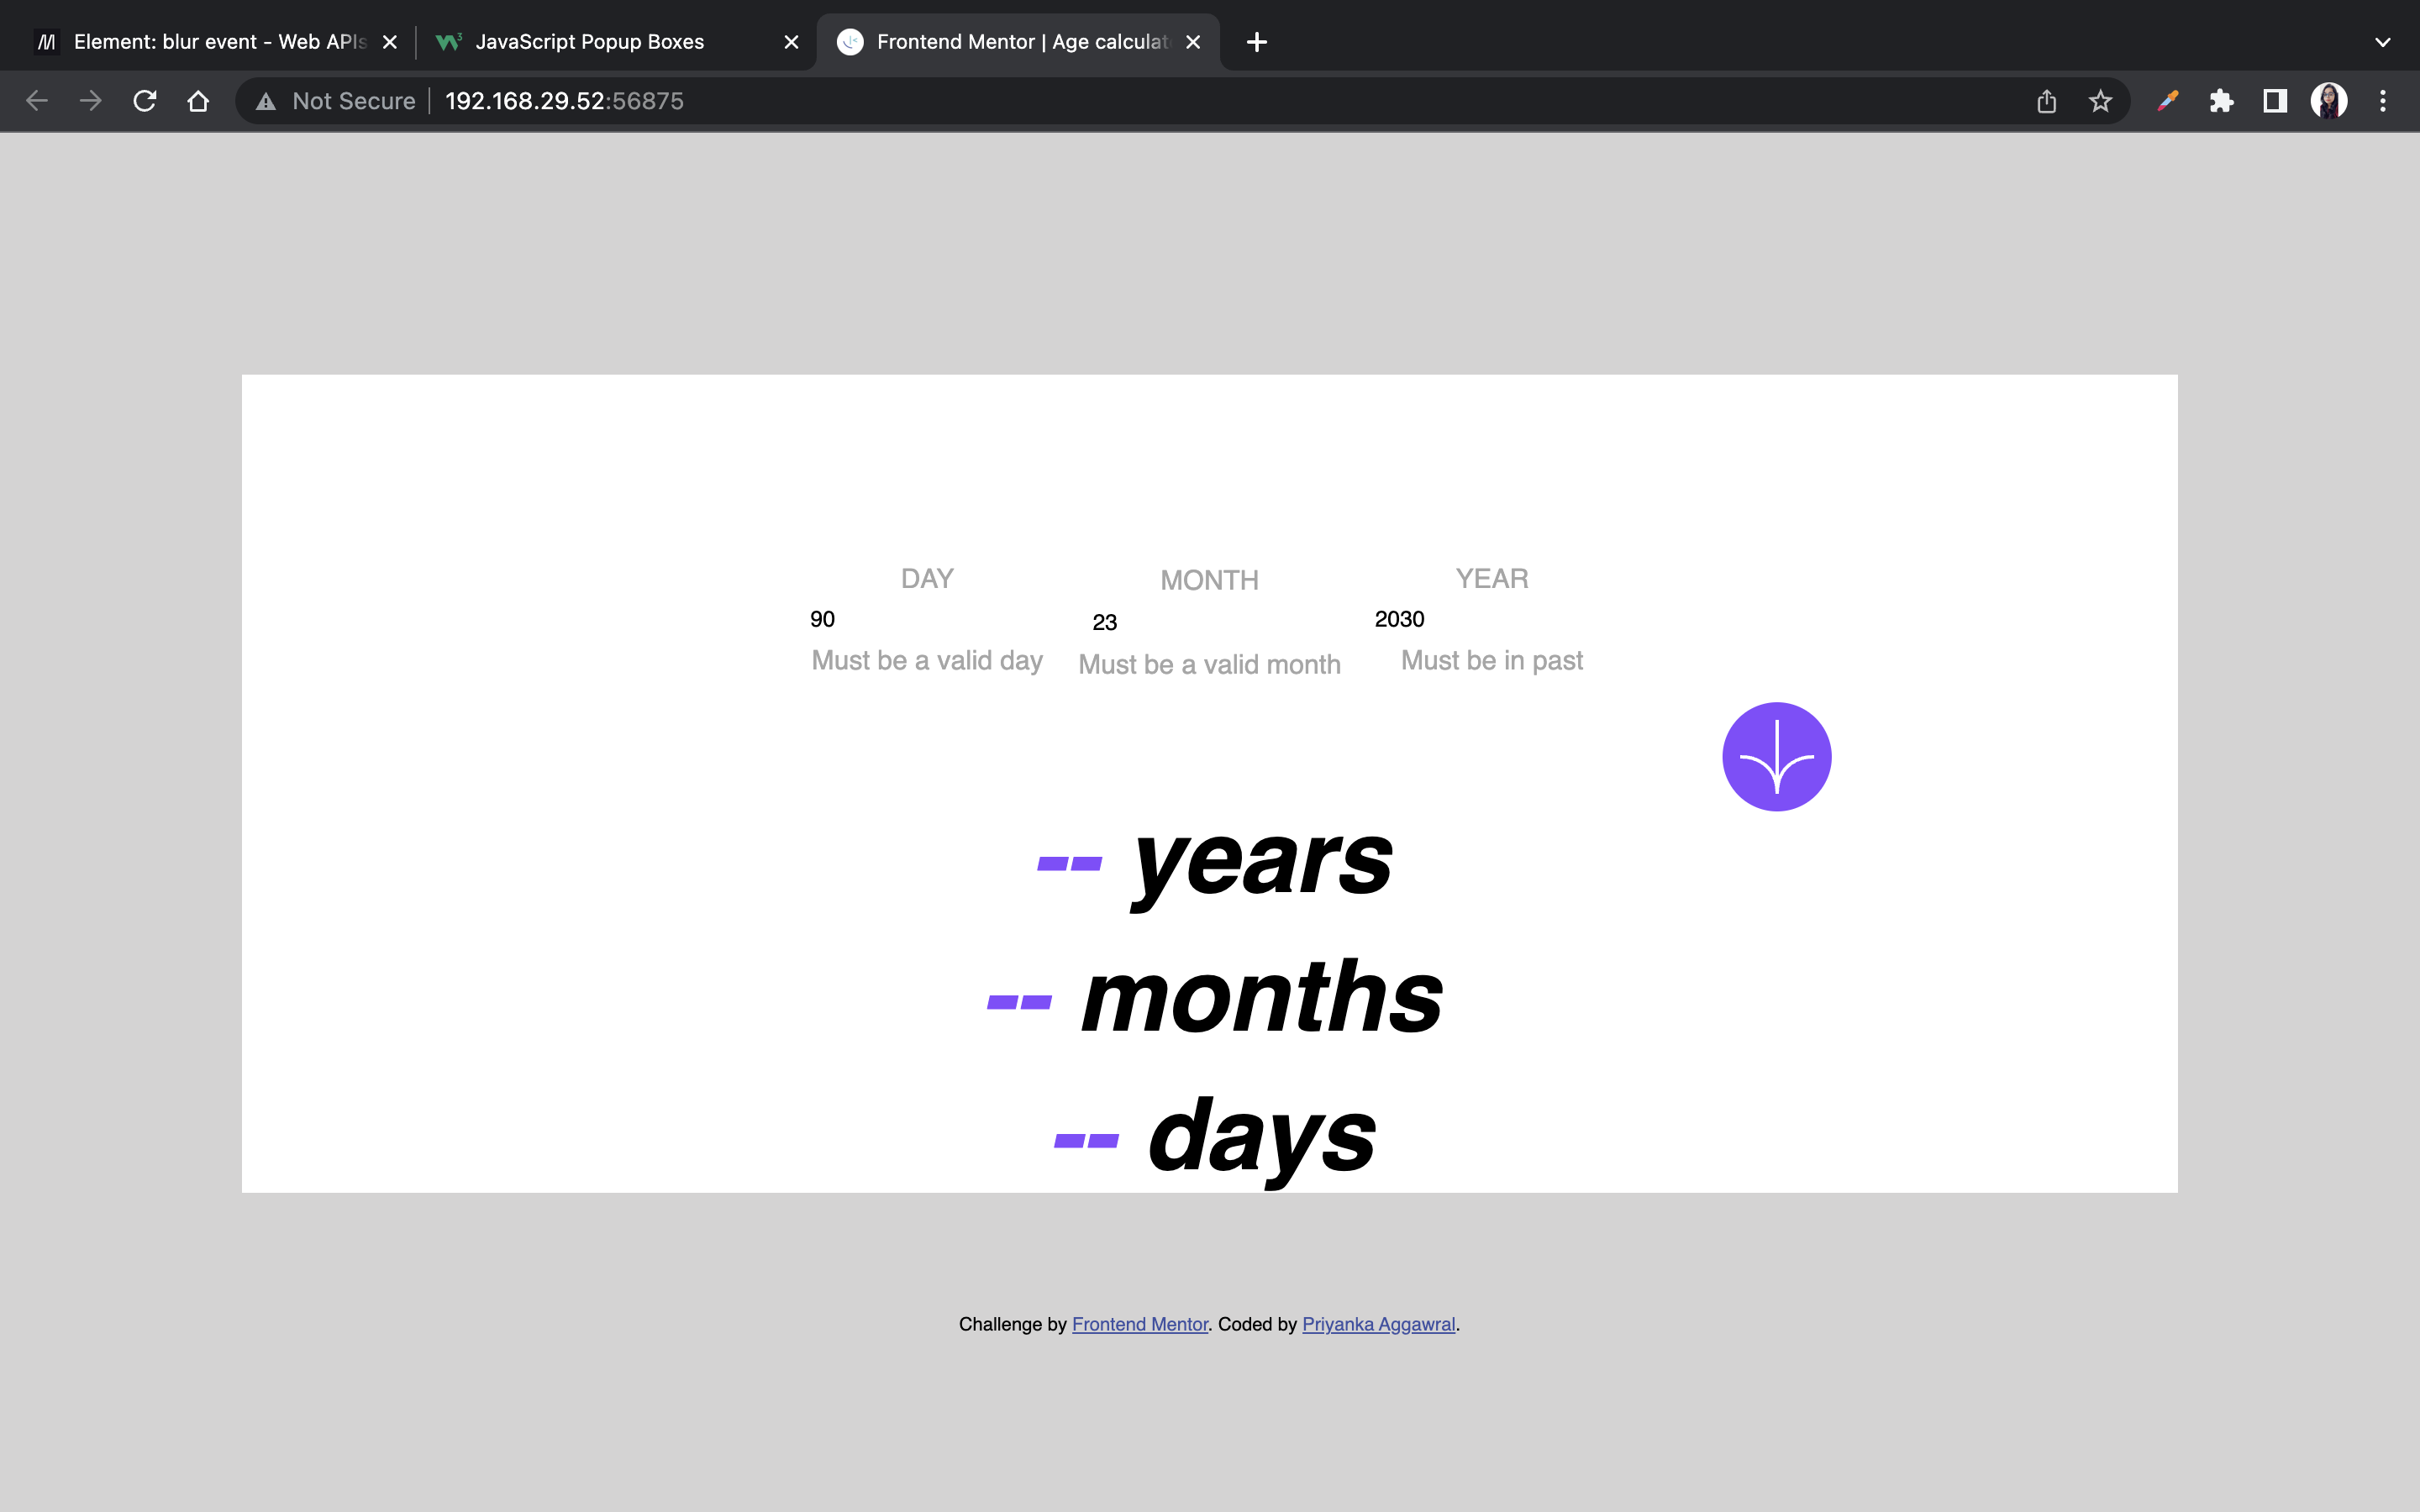 Element: blur event - Web APIs
JavaScript Popup Boxes
Frontend Mentor | Age calculat
Not Secure 192.168.29.52:56875
DAY MONTH YEAR
90 23 2030
Must be a valid day Must be a valid month Must be in past
-- years
-- months
-- days
Challenge by Frontend Mentor. Coded by Priyanka Aggawral.